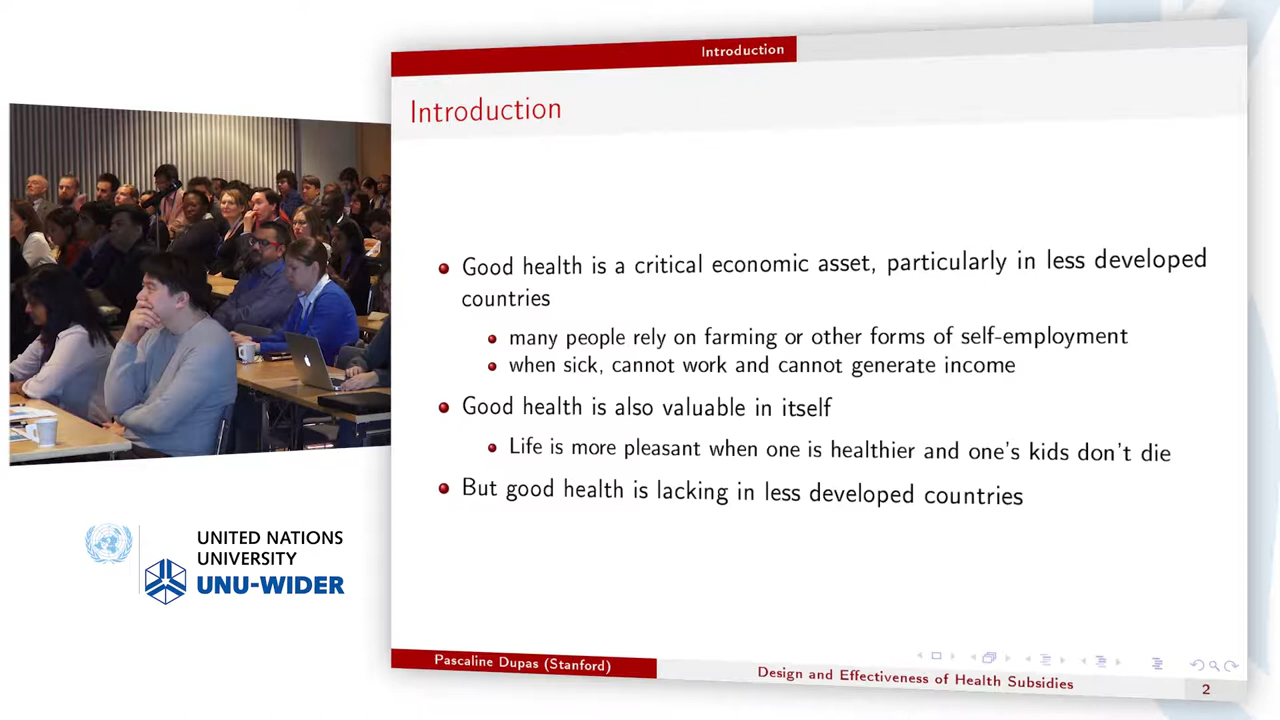 Introduction
Introduction
Good health is a critical economic asset, particularly in less developed
countries
many people rely on farming or other forms of self-employment
when sick, cannot work and cannot generate income
Good health is also valuable in itself
Life is more pleasant when one is healthier and one's kids don't die
But good health is lacking in less developed countries
UNITED NATIONS
UNIVERSITY
UNU-WIDER
Pascaline Dupas (Stanford)
Design and Effectiveness of Health Subsidies
2